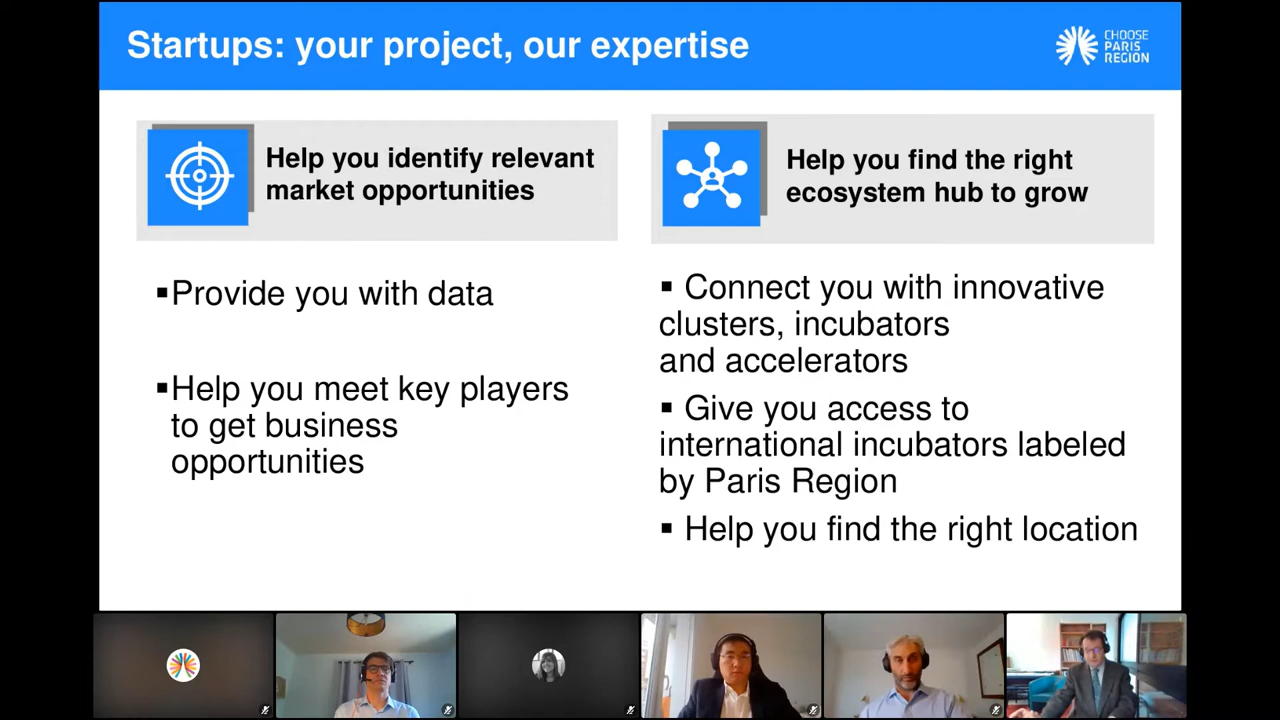 Startups: your project, our expertise
CHOOSE
PARIS
REGION
Help you identify relevant
market opportunities
▪Provide you with data
▪Help you meet key players
to get business
opportunities
Help you find the right
ecosystem hub to grow
▪ Connect you with innovative
clusters, incubators
and accelerators
▪ Give you access to
international incubators labeled
by Paris Region
▪ Help you find the right location